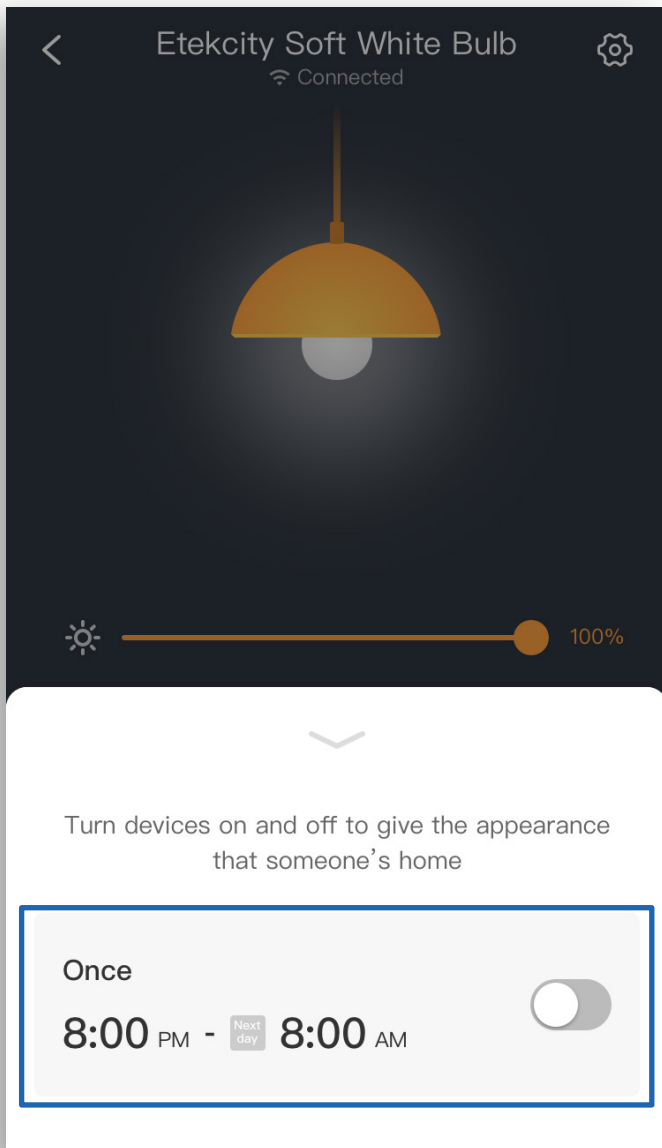 Etekcity Soft White Bulb
Connected
100%
Turn devices on and off to give the appearance
that someone's home
Once
8:00 PM - Next day 8:00 AM